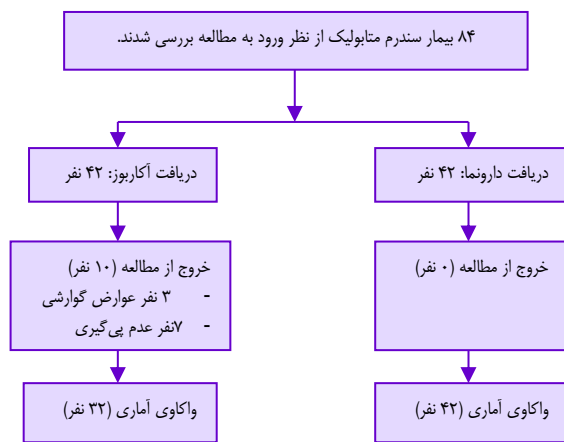 ۸۴ بیمار سندرم متابولیک از نظر ورود به مطالعه بررسی شدند.
دریافت دارونما: ۴۲ نفر
دریافت آکاربوز: ۴۲ نفر
خروج از مطالعه (۰ نفر)
خروج از مطالعه (۱۰ نفر)
- ۳ نفر عوارض گوارشی
- ۷نفر عدم پی‌گیری
واکاوی آماری (۴۲ نفر)
واکاوی آماری (۳۲ نفر)